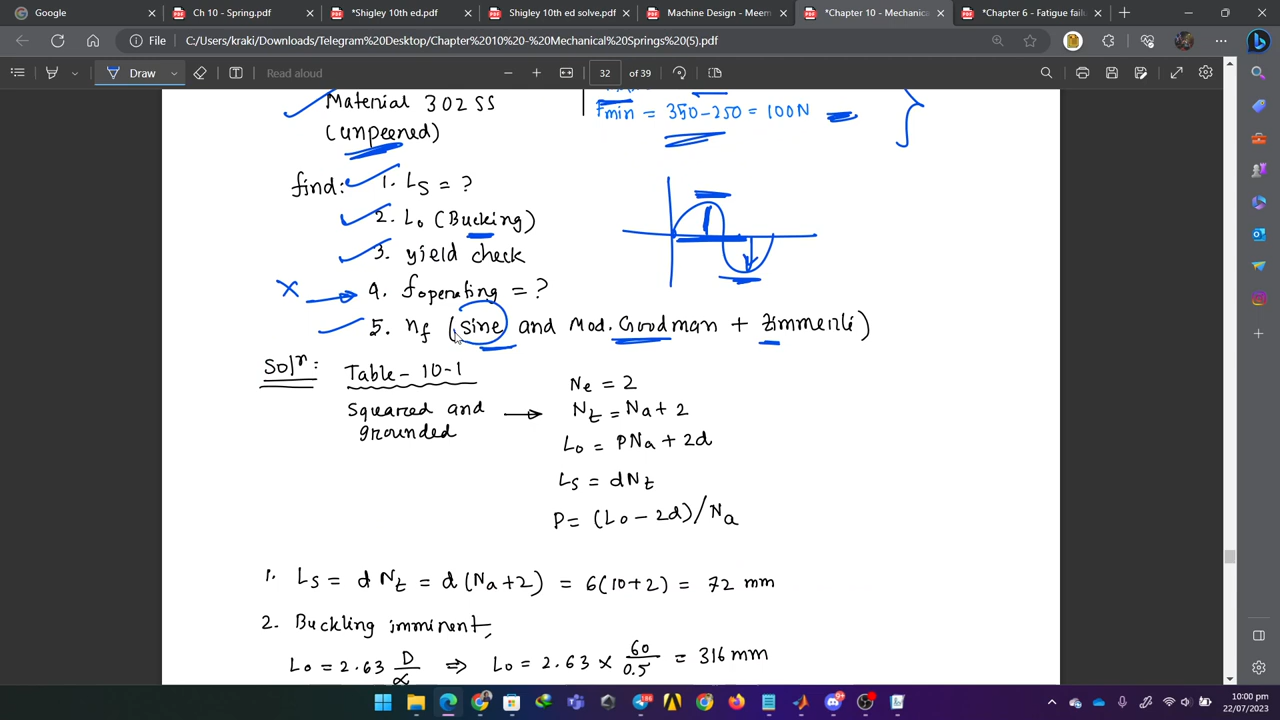 Google
Ch 10 - Spring.pdf
*Shigley 10th ed.pdf
Shigley 10th ed solve.pdf
Machine Design - Meem
*Chapter 10 - Mechanica
*Chapter 6 - Fatigue failu
File
C:/Users/kraki/Downloads/Telegram%20Desktop/Chapter%2010%20-%20Mechanical%20Springs%20(5).pdf
Draw
Read aloud
32
of 39
Material 302 SS
(unpeened)
Fmin = 350-250 = 100N
find: 1. Ls = ?
2. Lo (Bucking)
3. yield check
X 4. foperating = ?
5. nf (sine and Mod. Goodman + Zimmerli)
Solⁿ:
Table - 10-1
Squared and
grounded
Ne = 2
Nt = Na + 2
Lo = PNa + 2d
Ls = dNt
P = (Lo - 2d)/Na
1. Ls = d Nt = d(Na+2) = 6(10+2) = 72 mm
2. Buckling imminent,
Lo = 2.63 D/α ⇒ Lo = 2.63 × 60/0.5 = 316 mm
10:00 pm
22/07/2023